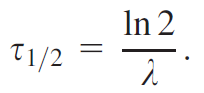 τ1/2 = ln 2 / λ.